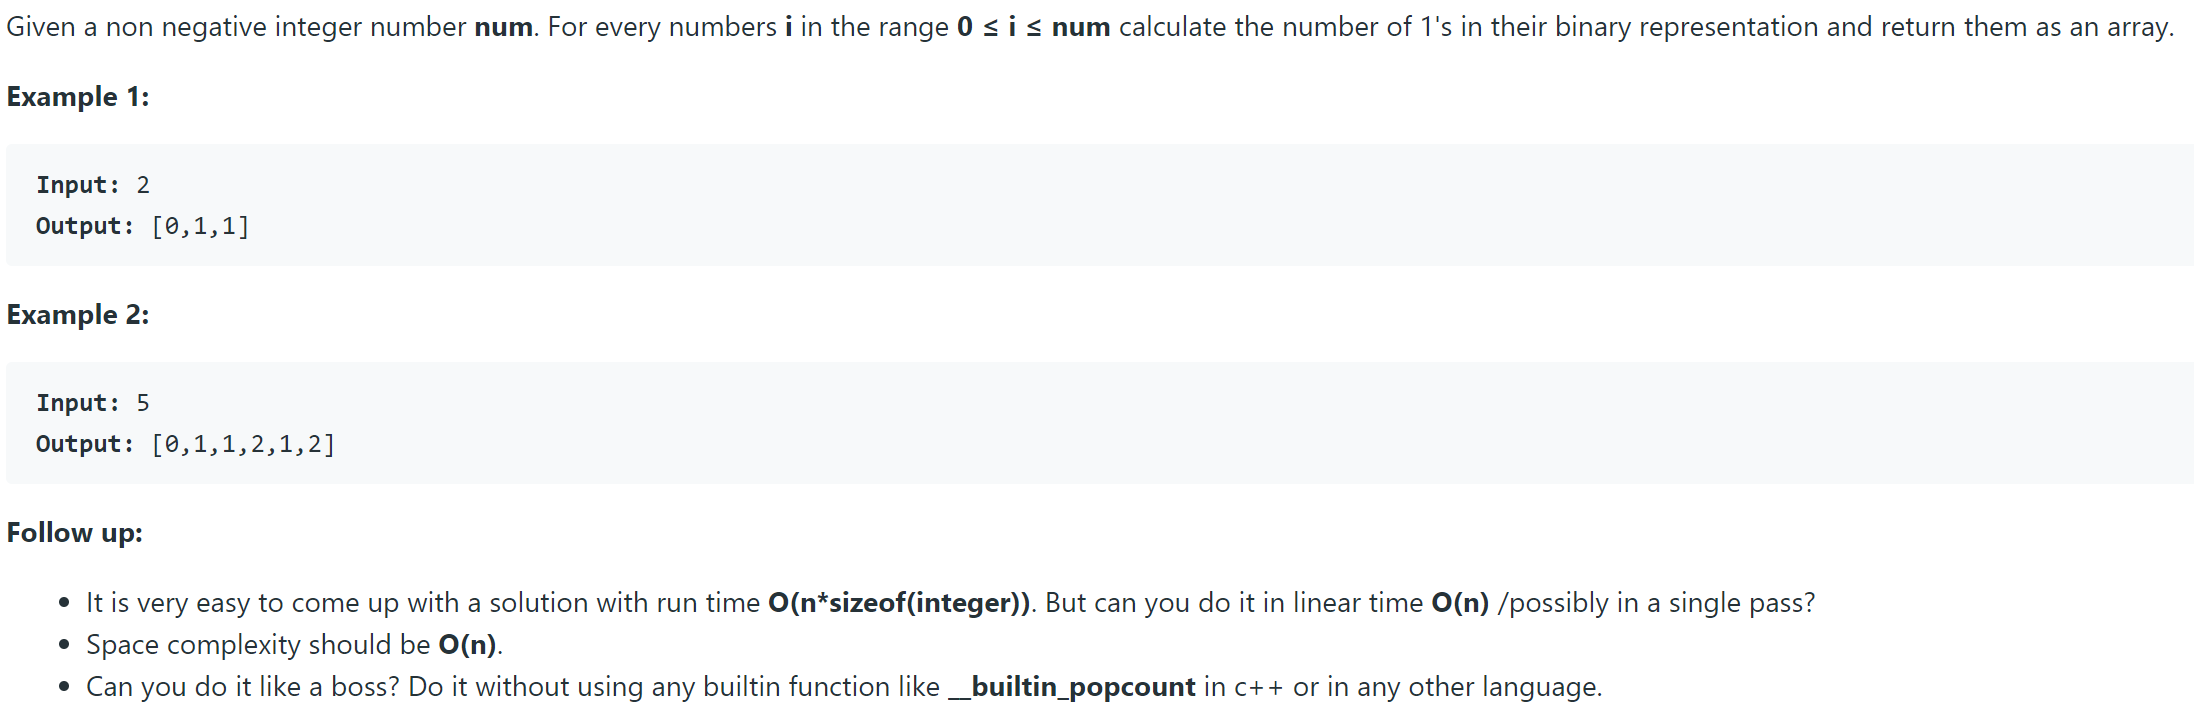 Given a non negative integer number num. For every numbers i in the range 0 ≤ i ≤ num calculate the number of 1's in their binary representation and return them as an array.
Example 1:
Input: 2
Output: [0,1,1]
Example 2:
Input: 5
Output: [0,1,1,2,1,2]
Follow up:
• It is very easy to come up with a solution with run time O(n*sizeof(integer)). But can you do it in linear time O(n) /possibly in a single pass?
• Space complexity should be O(n).
• Can you do it like a boss? Do it without using any builtin function like __builtin_popcount in c++ or in any other language.